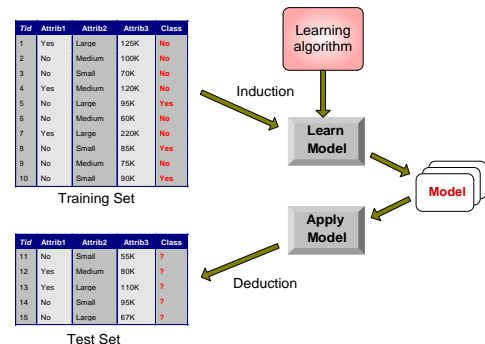 Tid Attrib1 Attrib2 Attrib3 Class
1 Yes Large 125K No
2 No Medium 100K No
3 No Small 70K No
4 Yes Medium 120K No
5 No Large 95K Yes
6 No Medium 60K No
7 Yes Large 220K No
8 No Small 85K Yes
9 No Medium 75K No
10 No Small 90K Yes
Training Set
Learning
algorithm
Induction
Learn
Model
Model
Apply
Model
Deduction
Tid Attrib1 Attrib2 Attrib3 Class
11 No Small 55K ?
12 Yes Medium 80K ?
13 Yes Large 110K ?
14 No Small 95K ?
15 No Large 67K ?
Test Set